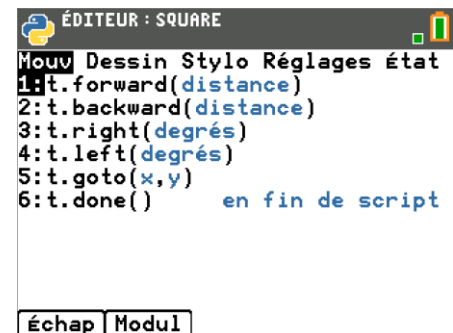 ÉDITEUR : SQUARE
Mouv Dessin Stylo Réglages état
1:t.forward(distance)
2:t.backward(distance)
3:t.right(degrés)
4:t.left(degrés)
5:t.goto(x,y)
6:t.done() en fin de script
Échap Modul